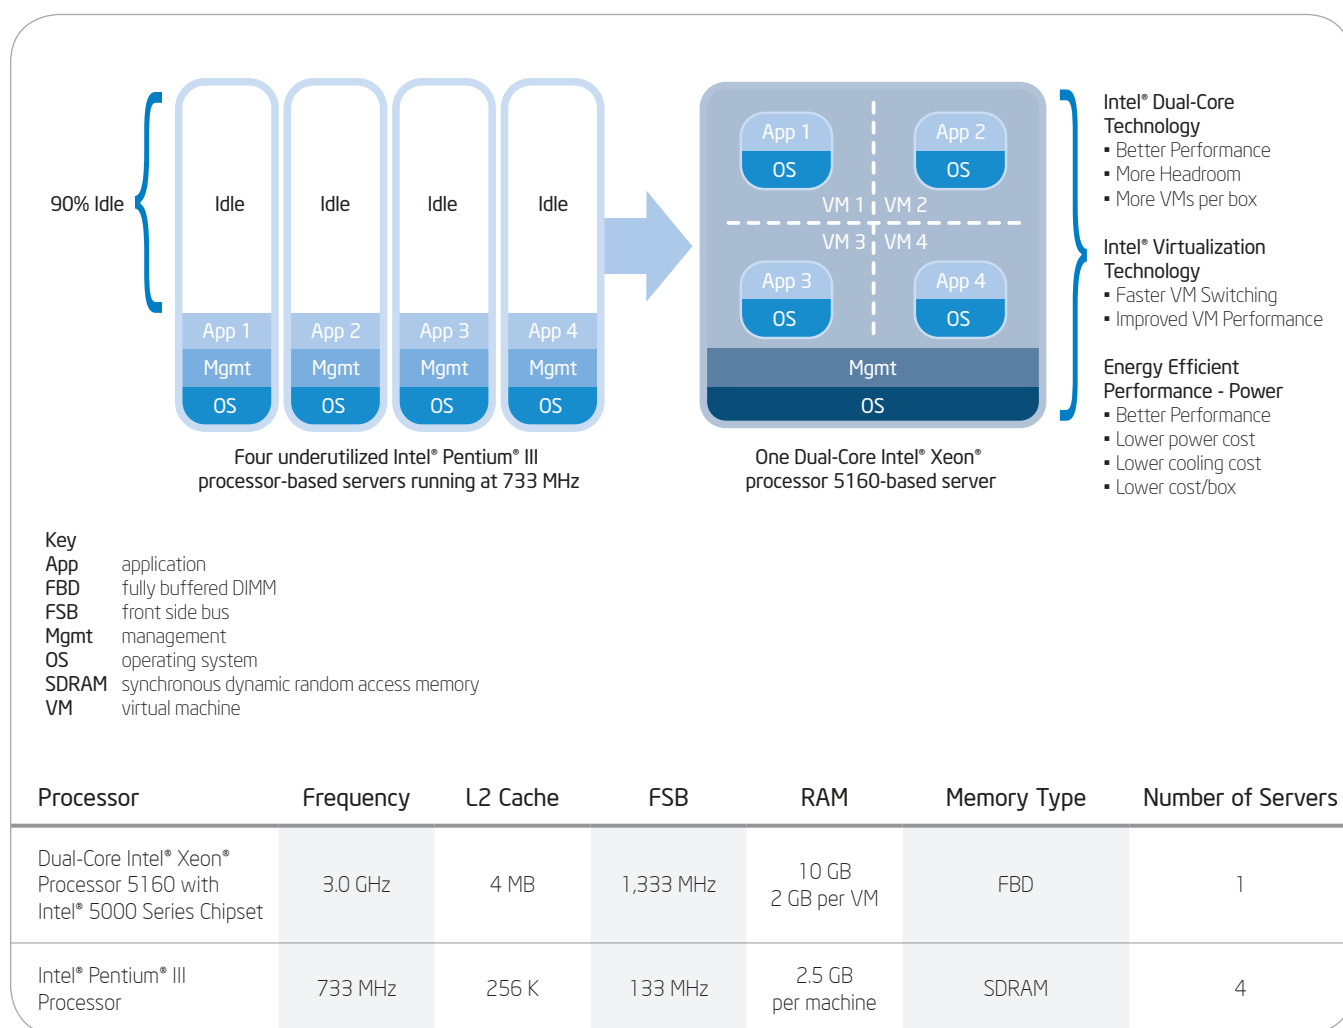 90% Idle
Idle
Idle
Idle
Idle
App 1
App 2
App 3
App 4
Mgmt
Mgmt
Mgmt
Mgmt
OS
OS
OS
OS
Four underutilized Intel® Pentium® III
processor-based servers running at 733 MHz
App 1
OS
App 2
OS
VM 1
VM 2
VM 3
VM 4
App 3
OS
App 4
OS
Mgmt
OS
One Dual-Core Intel® Xeon®
processor 5160-based server
Intel® Dual-Core
Technology
▪ Better Performance
▪ More Headroom
▪ More VMs per box
Intel® Virtualization
Technology
▪ Faster VM Switching
▪ Improved VM Performance
Energy Efficient
Performance - Power
▪ Better Performance
▪ Lower power cost
▪ Lower cooling cost
▪ Lower cost/box
Key
App application
FBD fully buffered DIMM
FSB front side bus
Mgmt management
OS operating system
SDRAM synchronous dynamic random access memory
VM virtual machine
Processor Frequency L2 Cache FSB RAM Memory Type Number of Servers
Dual-Core Intel® Xeon®
Processor 5160 with
Intel® 5000 Series Chipset
3.0 GHz
4 MB
1,333 MHz
10 GB
2 GB per VM
FBD
1
Intel® Pentium® III
Processor
733 MHz
256 K
133 MHz
2.5 GB
per machine
SDRAM
4